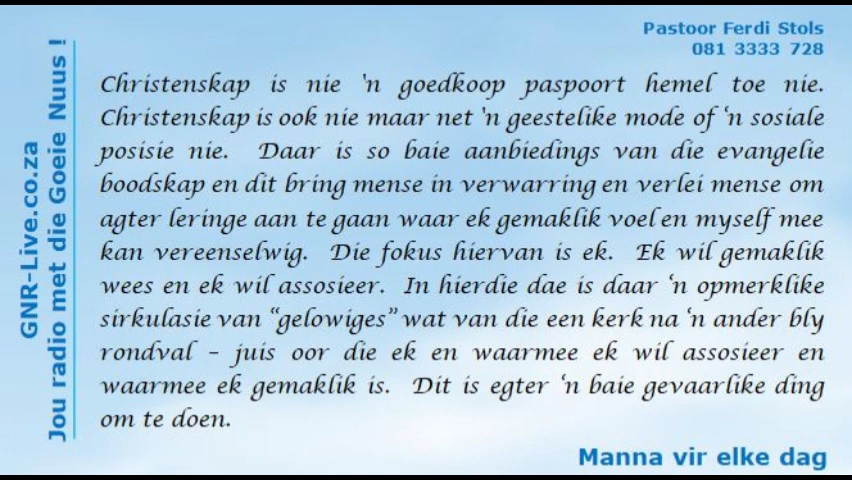 Pastoor Ferdi Stols
081 3333 728
GNR-Live.co.za
Jou radio met die Goeie Nuus !
Christenskap is nie 'n goedkoop paspoort hemel toe nie.
Christenskap is ook nie maar net 'n geestelike mode of ‘n sosiale
posisie nie. Daar is so baie aanbiedings van die evangelie
boodskap en dit bring mense in verwarring en verlei mense om
agter leringe aan te gaan waar ek gemaklik voel en myself mee
kan vereenselwig. Die fokus hiervan is ek. Ek wil gemaklik
wees en ek wil assosieer. In hierdie dae is daar ‘n opmerklike
sirkulasie van “gelowiges” wat van die een kerk na ‘n ander bly
rondval – juis oor die ek en waarmee ek wil assosieer en
waarmee ek gemaklik is. Dit is egter ‘n baie gevaarlike ding
om te doen.
Manna vir elke dag